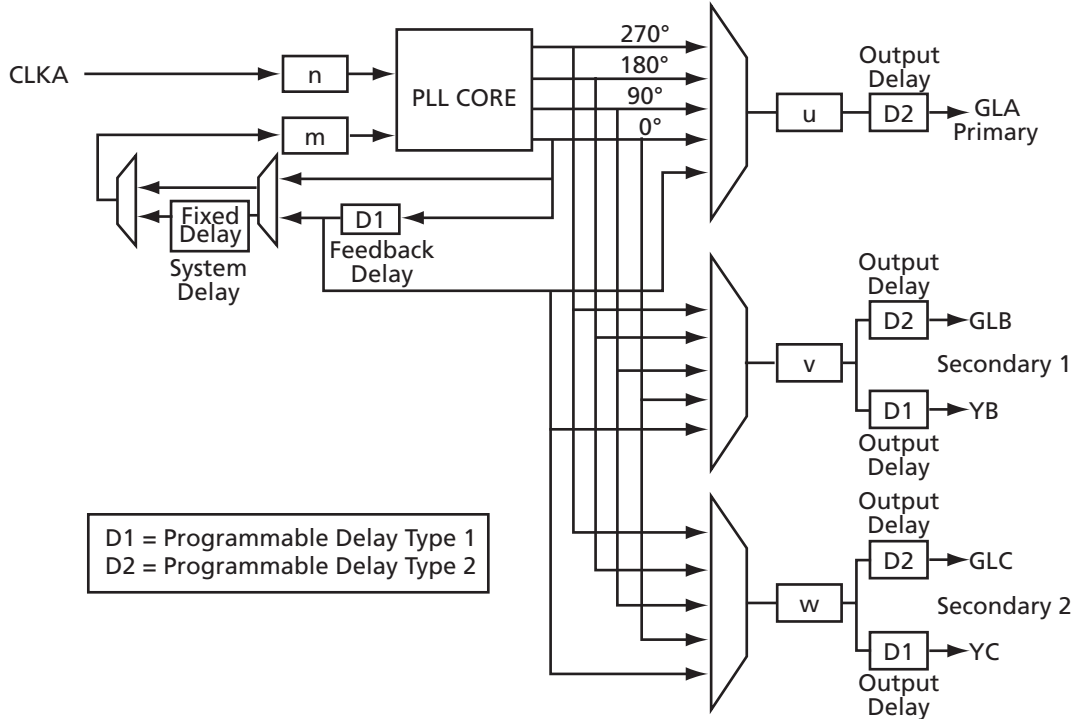 CLKA
n
m
PLL CORE
270°
180°
90°
0°
u
Output
Delay
D2
GLA
Primary
Fixed
Delay
System
Delay
D1
Feedback
Delay
v
Output
Delay
D2
GLB
Secondary 1
D1
YB
Output
Delay
D1 = Programmable Delay Type 1
D2 = Programmable Delay Type 2
w
Output
Delay
D2
GLC
Secondary 2
D1
YC
Output
Delay